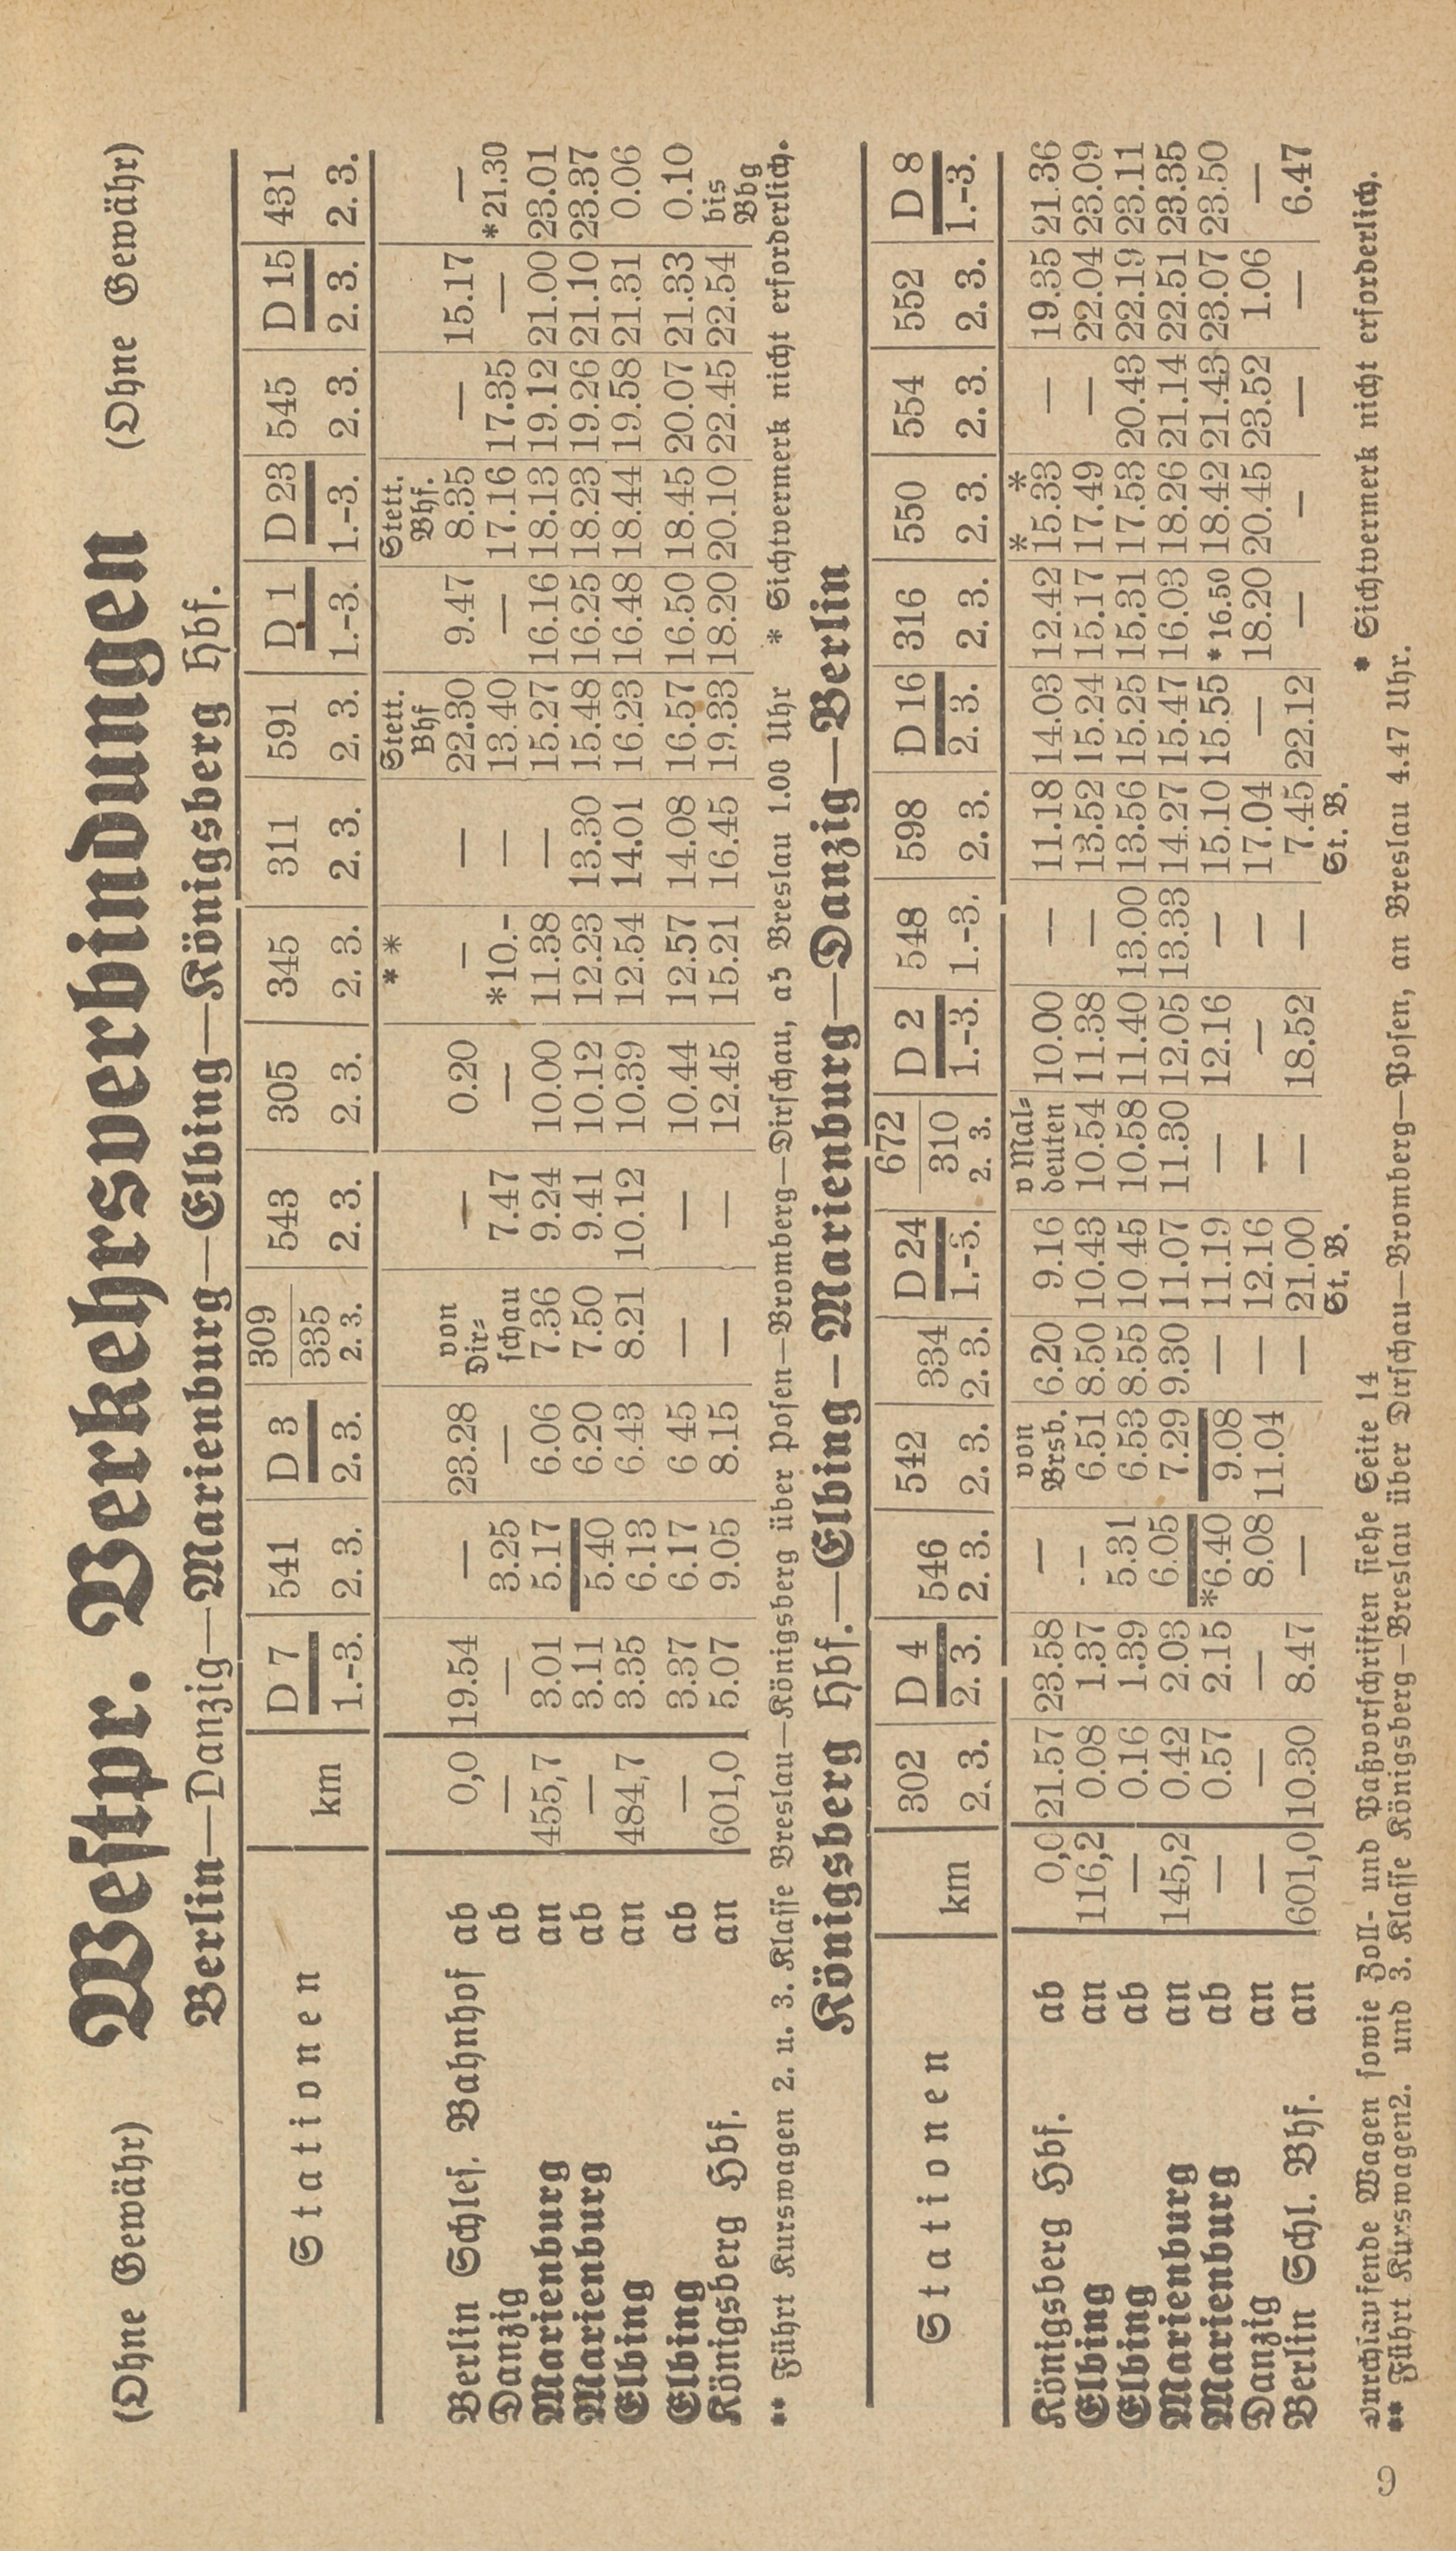 (Ohne Gewähr) Westpr. Verkehrsverbindungen (Ohne Gewähr)
Berlin—Danzig—Marienburg—Elbing—Königsberg Hbf.
Stationen km D 7 541 D 3 309 543 305 345 311 591 D 1 D 23 545 D 15 431
335
1.-3. 2. 3. 2. 3. 2. 3. 2. 3. 2. 3. 2. 3. 2. 3. 2. 3. 1.-3. 1.-3. 2. 3. 2. 3. 2. 3.
von Dir=schau * * Stett. Bhf Stett. Bhf.
Berlin Schles. Bahnhof ab 0,0 19.54 — 23.28 — 0.20 — — 22.30 9.47 8.35 — 15.17 —
Danzig ab — — 3.25 — 7.47 — *10.- — 13.40 — 17.16 17.35 — *21.30
Marienburg an 455,7 3.01 5.17 6.06 7.36 9.24 10.00 11.38 — 15.27 16.16 18.13 19.12 21.00 23.01
Marienburg ab — 3.11 5.40 6.20 7.50 9.41 10.12 12.23 13.30 15.48 16.25 18.23 19.26 21.10 23.37
Elbing an 484,7 3.35 6.13 6.43 8.21 10.12 10.39 12.54 14.01 16.23 16.48 18.44 19.58 21.31 0.06
Elbing ab — 3.37 6.17 6 45 — — 10.44 12.57 14.08 16.57 16.50 18.45 20.07 21.33 0.10
Königsberg Hbf. an 601,0 5.07 9.05 8.15 — — 12.45 15.21 16.45 19.33 18.20 20.10 22.45 22.54 bis Bbg
** Führt Kurswagen 2. u. 3. Klasse Breslau—Königsberg über Posen—Bromberg—Dirschau, ab Breslau 1.00 Uhr * Sichtvermerk nicht erforderlich.
Königsberg Hbf.—Elbing—Marienburg—Danzig—Berlin
Stationen km 302 D 4 546 542 334 D 24 672 D 2 548 598 D 16 316 550 554 552 D 8
310
2. 3. 2. 3. 2. 3. 2. 3. 2. 3. 1.-3. 2. 3. 1.-3. 1.-3. 2. 3. 2. 3. 2. 3. 2. 3. 2. 3. 2. 3. 1.-3.
* *
Königsberg Hbf. ab 0,0 21.57 23.58 — von Brsb. 6.20 9.16 v Mal=deuten 10.00 — 11.18 14.03 12.42 15.33 — 19.35 21.36
Elbing an 116,2 0.08 1.37 -- 6.51 8.50 10.43 10.54 11.38 — 13.52 15.24 15.17 17.49 — 22.04 23.09
Elbing ab — 0.16 1.39 5.31 6.53 8.55 10.45 10.58 11.40 13.00 13.56 15.25 15.31 17.53 20.43 22.19 23.11
Marienburg an 145,2 0.42 2.03 6.05 7.29 9.30 11.07 11.30 12.05 13.33 14.27 15.47 16.03 18.26 21.14 22.51 23.35
Marienburg ab — 0.57 2.15 *6.40 9.08 — 11.19 — 12.16 — 15.10 15.55 *16.50 18.42 21.43 23.07 23.50
Danzig an — — — 8.08 11.04 — 12.16 — — — 17.04 — 18.20 20.45 23.52 1.06 —
Berlin Schl. Bhf. an 601,0 10.30 8.47 — — 21.00 — 18.52 — 7.45 22.12 — — — — 6.47
St. B. St. B.
Durchlaufende Wagen sowie Zoll- und Paßvorschriften siehe Seite 14 * Sichtvermerk nicht erforderlich.
** Führt Kurswagen2. und 3. Klasse Königsberg—Breslau über Dirschau—Bromberg—Posen, an Breslau 4.47 Uhr.
9